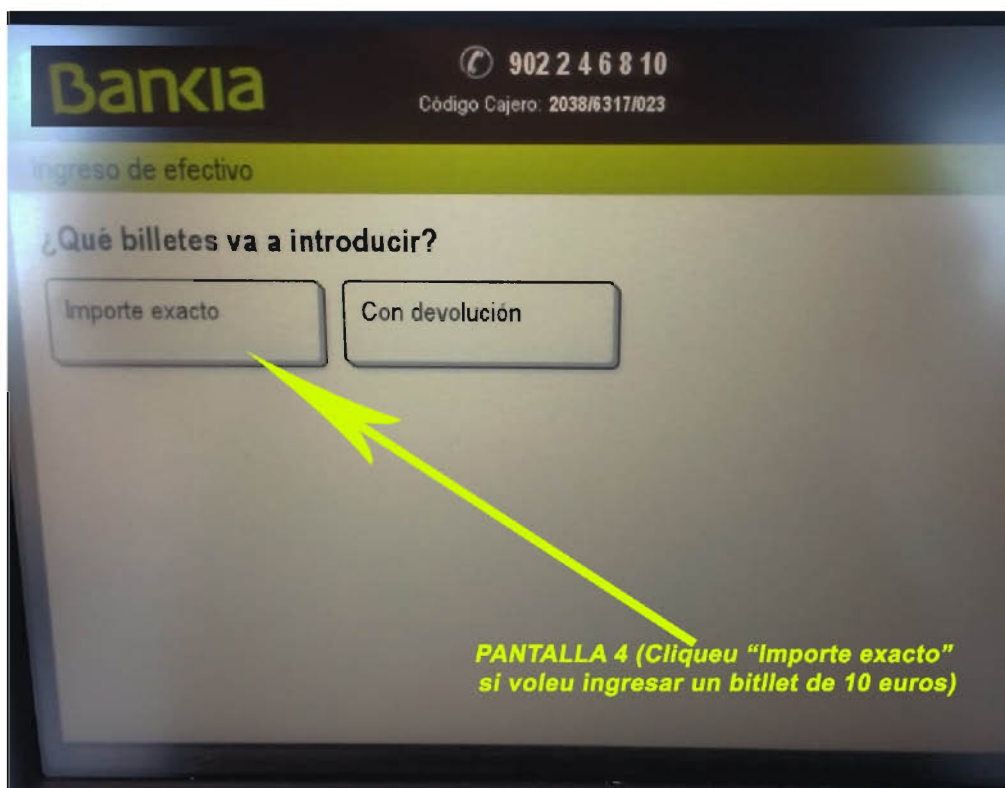 Bankia
902 2 4 6 8 10
Código Cajero: 2038/6317/023
Ingreso de efectivo
¿Qué billetes va a introducir?
Importe exacto
Con devolución
PANTALLA 4 (Cliqueu “Importe exacto”
si voleu ingresar un bitllet de 10 euros)